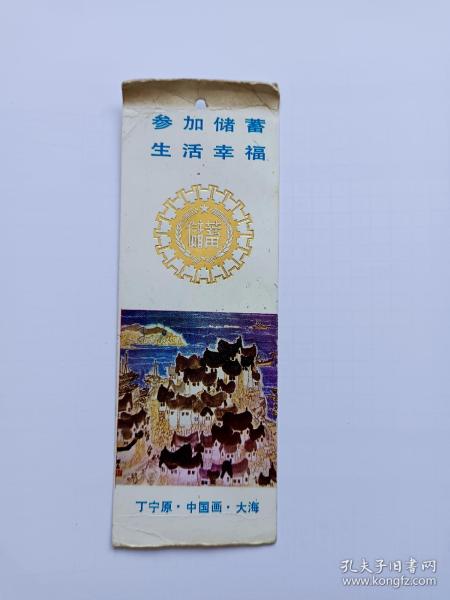 参加储蓄
生活幸福
儲蓄
丁宁原·中国画·大海
孔夫子旧书网
www.kongfz.com